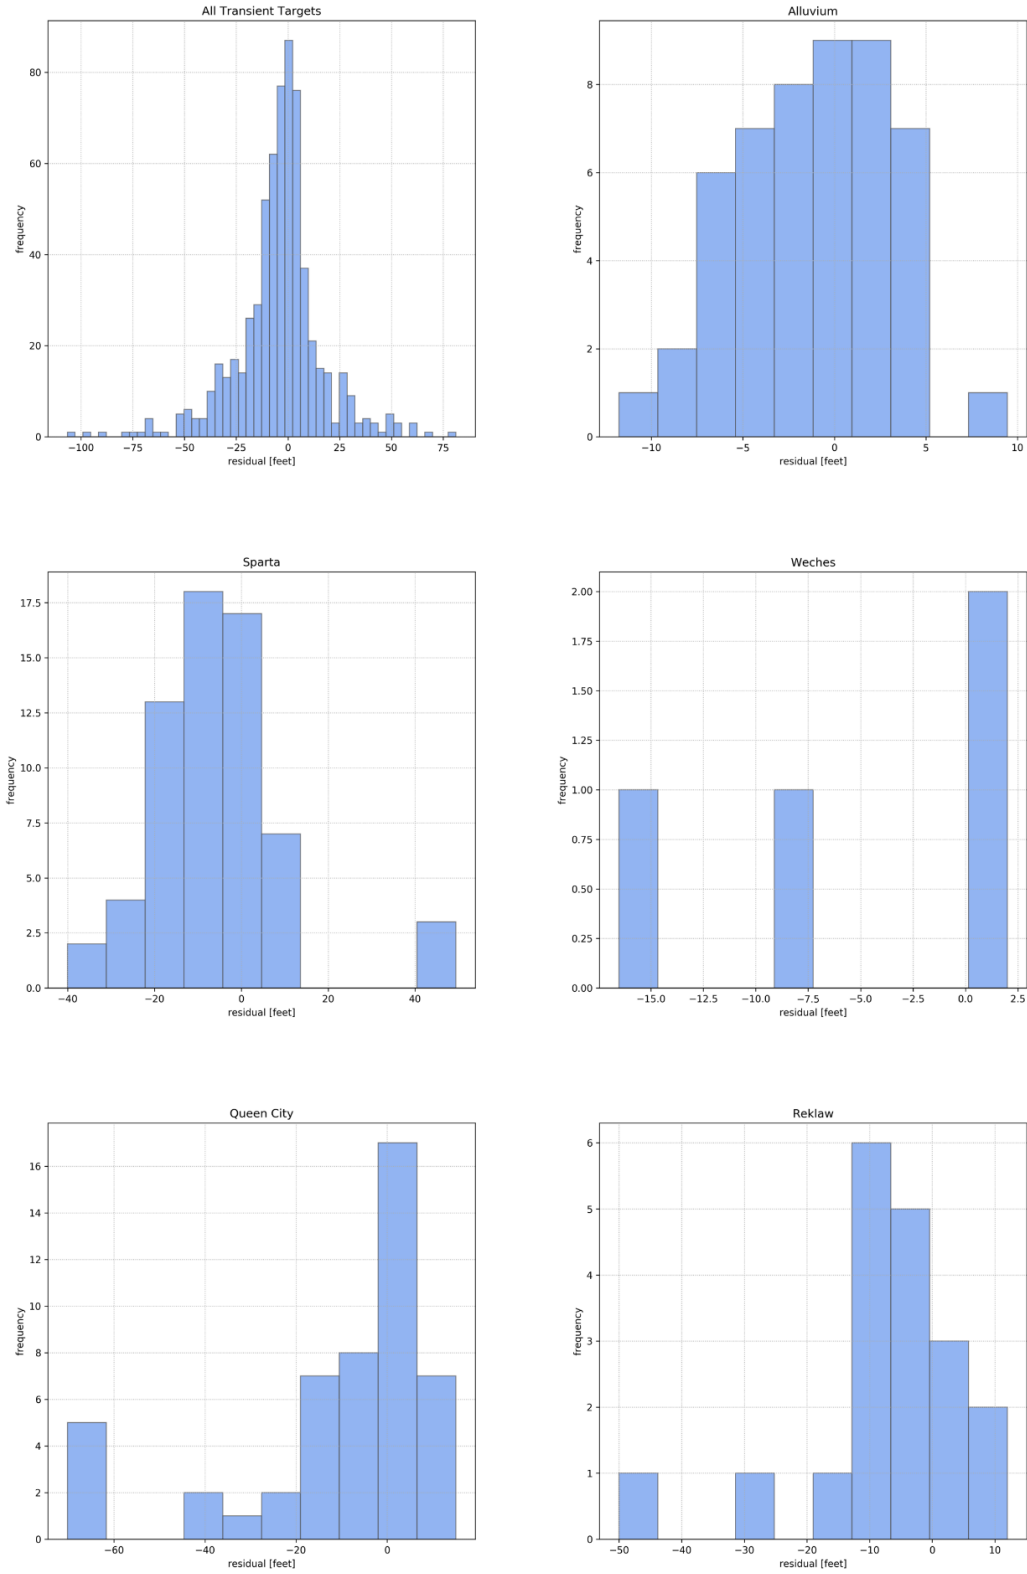 All Transient Targets
80
60
40
20
0
frequency
−100 −75 −50 −25 0 25 50 75
residual [feet]
Alluvium
8
6
4
2
0
frequency
−10 −5 0 5 10
residual [feet]
Sparta
17.5
15.0
12.5
10.0
7.5
5.0
2.5
0.0
frequency
−40 −20 0 20 40
residual [feet]
Weches
2.00
1.75
1.50
1.25
1.00
0.75
0.50
0.25
0.00
frequency
−15.0 −12.5 −10.0 −7.5 −5.0 −2.5 0.0 2.5
residual [feet]
Queen City
16
14
12
10
8
6
4
2
0
frequency
−60 −40 −20 0
residual [feet]
Reklaw
6
5
4
3
2
1
0
frequency
−50 −40 −30 −20 −10 0 10
residual [feet]